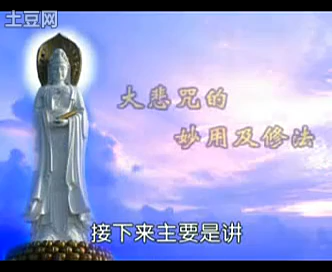 土豆网
大悲咒的
妙用及修法
接下来主要是讲